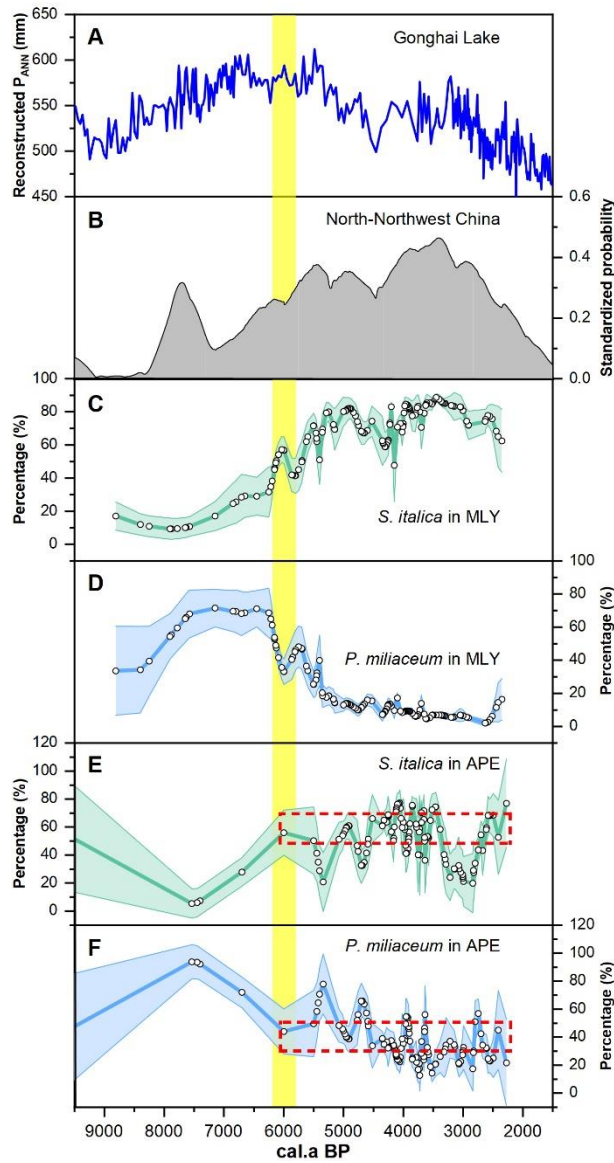 A
Gonghai Lake
Reconstructed P_ANN (mm)
650
600
550
500
450
B
North-Northwest China
Standardized probability
0.6
0.4
0.2
0.0
C
S. italica in MLY
Percentage (%)
100
80
60
40
20
0
D
P. miliaceum in MLY
Percentage (%)
100
80
60
40
20
0
E
S. italica in APE
Percentage (%)
120
100
80
60
40
20
0
F
P. miliaceum in APE
Percentage (%)
120
100
80
60
40
20
0
9000 8000 7000 6000 5000 4000 3000 2000
cal.a BP